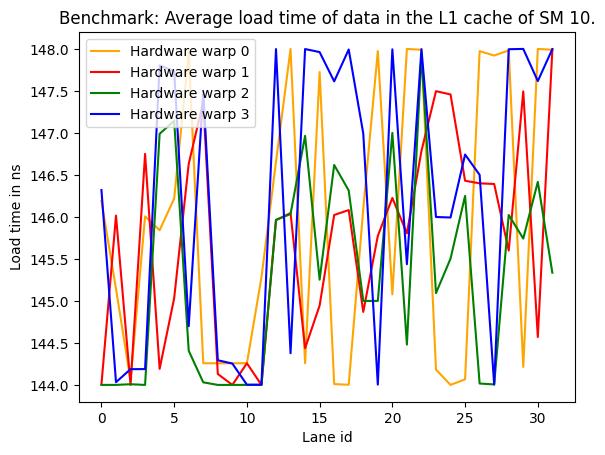 Benchmark: Average load time of data in the L1 cache of SM 10.
Hardware warp 0
Hardware warp 1
Hardware warp 2
Hardware warp 3
148.0
147.5
147.0
146.5
146.0
145.5
145.0
144.5
144.0
Load time in ns
0 5 10 15 20 25 30
Lane id